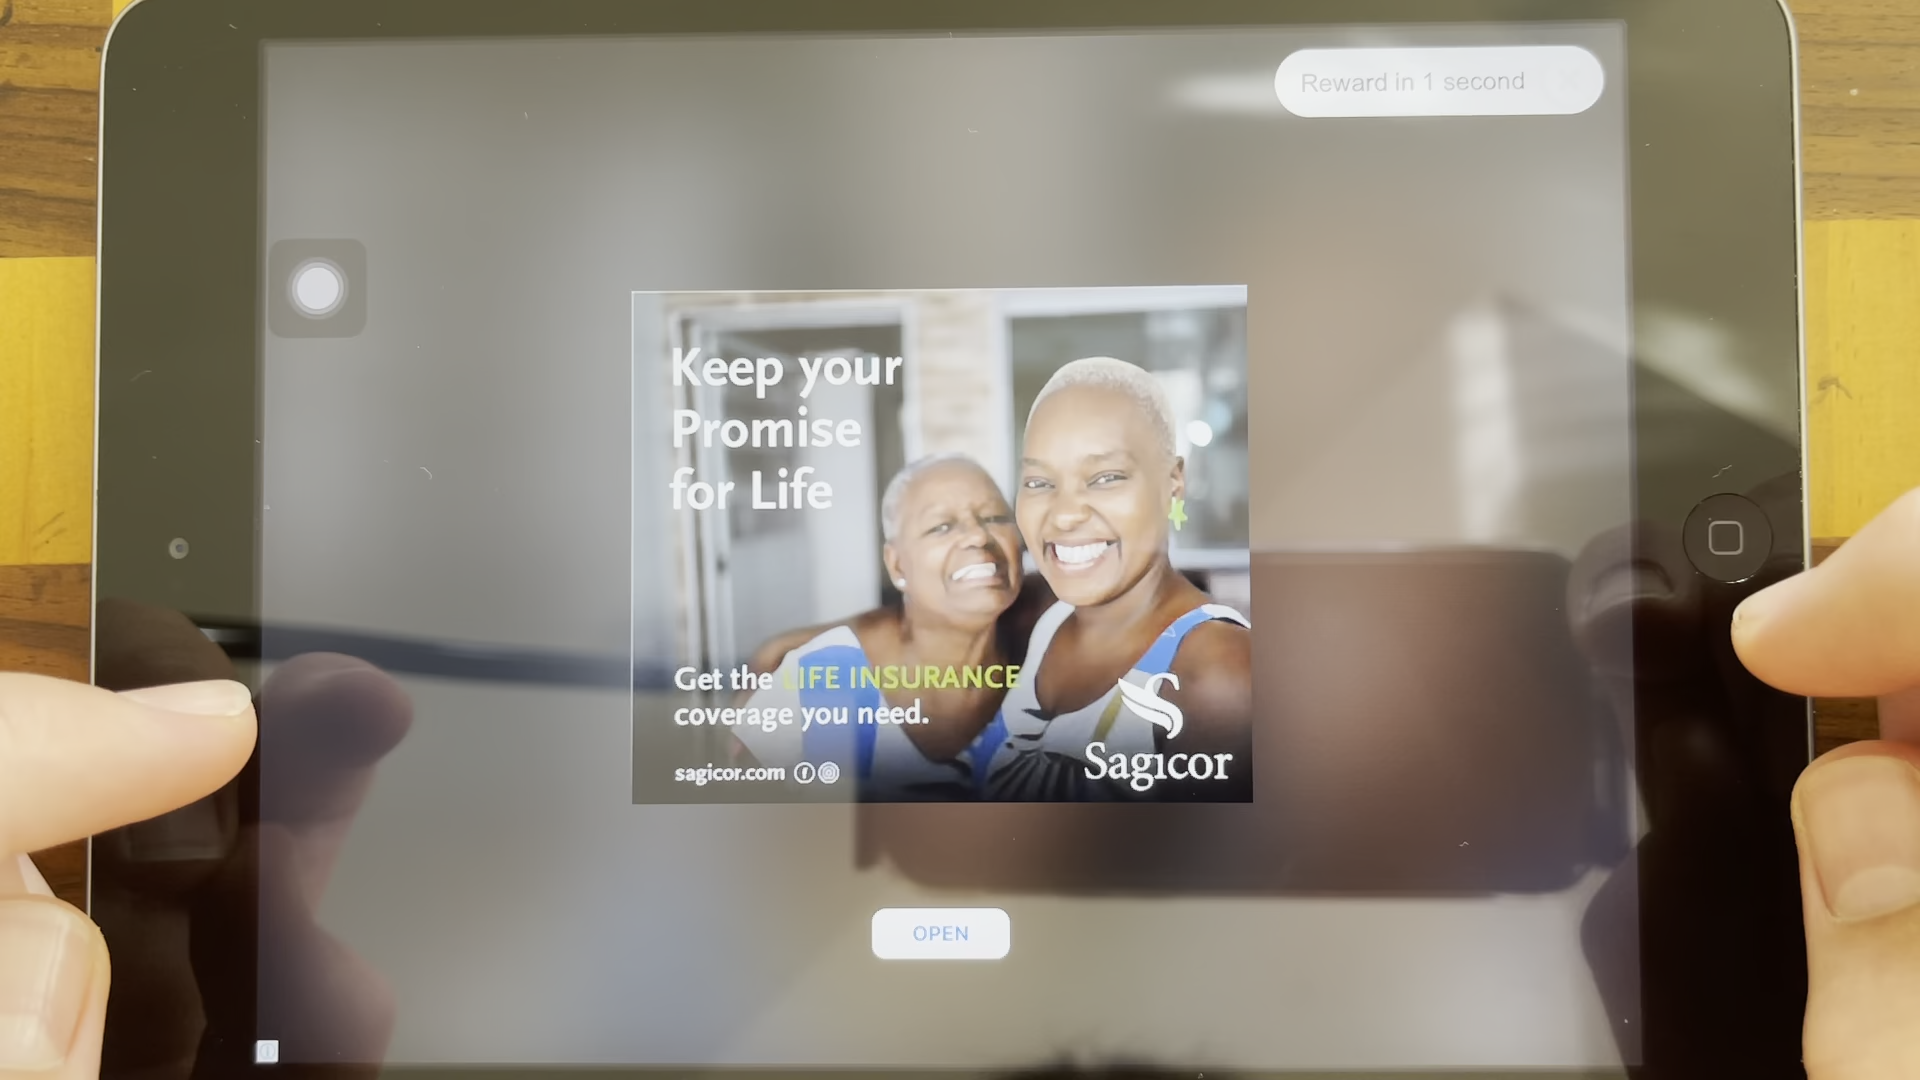 Reward in 1 second
Keep your
Promise
for Life
Get the LIFE INSURANCE
coverage you need.
sagicor.com
Sagicor
OPEN